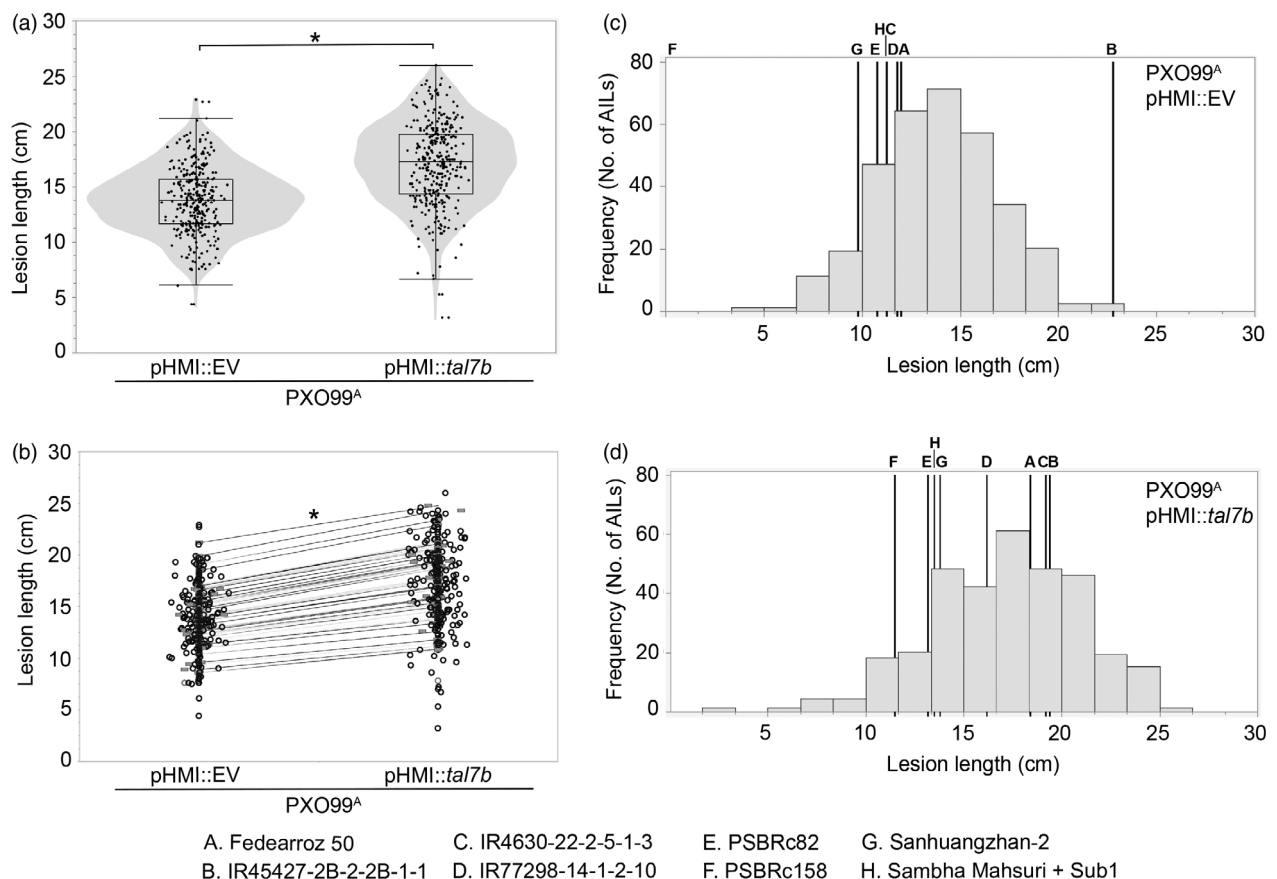 (a)
30
25
20
15
10
5
0
Lesion length (cm)
*
pHMI::EV
pHMI::tal7b
PXO99A
(b)
30
25
20
15
10
5
0
Lesion length (cm)
*
pHMI::EV
pHMI::tal7b
PXO99A
(c)
H C
F G E D A B
80
60
40
20
0
Frequency (No. of AILs)
PXO99A
pHMI::EV
5 10 15 20 25 30
Lesion length (cm)
(d)
H
F E G D A C B
80
60
40
20
0
Frequency (No. of AILs)
PXO99A
pHMI::tal7b
5 10 15 20 25 30
Lesion length (cm)
A. Fedearroz 50 C. IR4630-22-2-5-1-3 E. PSBRc82 G. Sanhuangzhan-2
B. IR45427-2B-2-2B-1-1 D. IR77298-14-1-2-10 F. PSBRc158 H. Sambha Mahsuri + Sub1